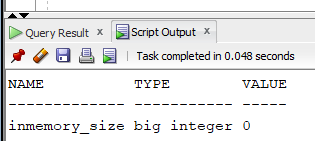 Query Result x Script Output x
Task completed in 0.048 seconds
NAME TYPE VALUE
------------- ----------- -----
inmemory_size big integer 0